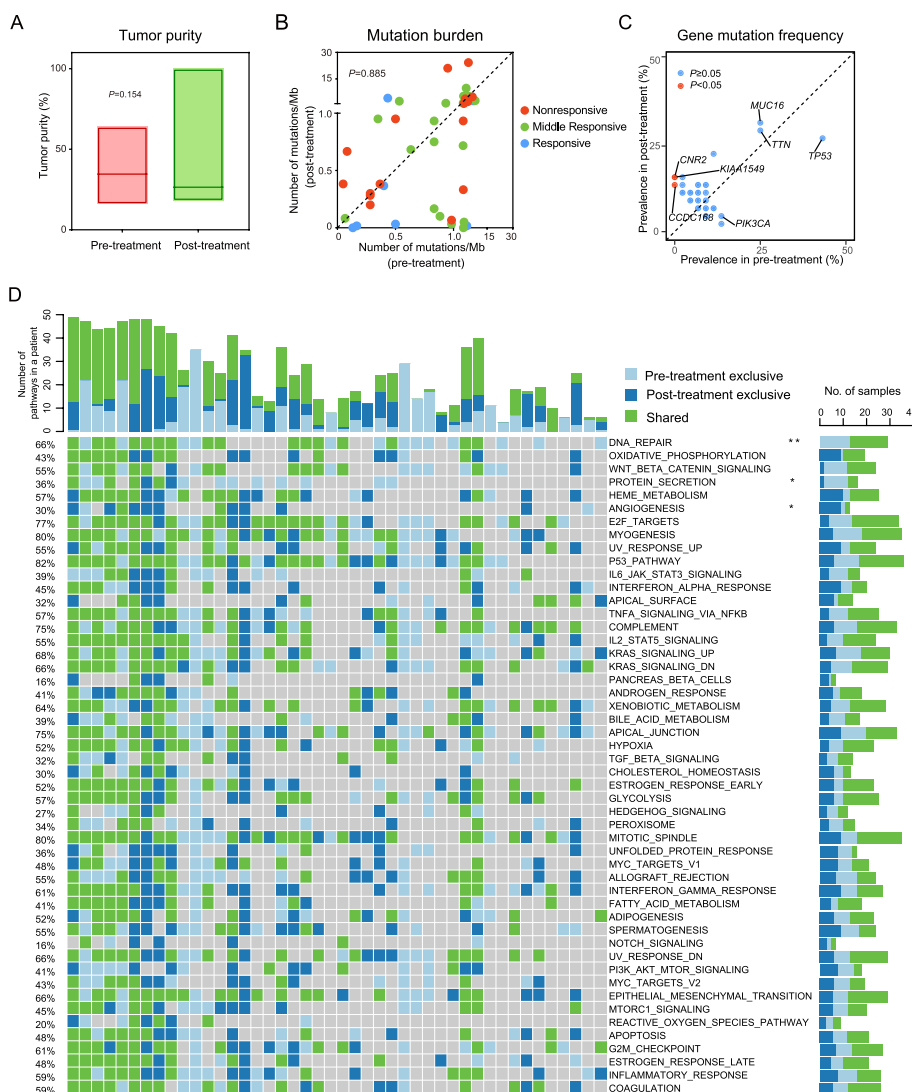 A
Tumor purity
100
50
0
Tumor purity (%)
P=0.154
Pre-treatment
Post-treatment
B
Mutation burden
30
15
1.0
0.5
0
Number of mutations/Mb
(post-treatment)
P=0.885
0
0.5
1.0
15
30
Number of mutations/Mb
(pre-treatment)
Nonresponsive
Middle Responsive
Responsive
C
Gene mutation frequency
50
25
0
Prevalence in post-treatment (%)
P≥0.05
P<0.05
MUC16
TTN
TP53
CNR2
KIAA1549
CCDC168
PIK3CA
0
25
50
Prevalence in pre-treatment (%)
D
50
40
30
20
10
0
Number of
pathways in a patient
Pre-treatment exclusive
Post-treatment exclusive
Shared
No. of samples
0 10 20 30 4
66% DNA_REPAIR **
43% OXIDATIVE_PHOSPHORYLATION
55% WNT_BETA_CATENIN_SIGNALING
36% PROTEIN_SECRETION *
57% HEME_METABOLISM
30% ANGIOGENESIS *
77% E2F_TARGETS
80% MYOGENESIS
55% UV_RESPONSE_UP
82% P53_PATHWAY
39% IL6_JAK_STAT3_SIGNALING
45% INTERFERON_ALPHA_RESPONSE
32% APICAL_SURFACE
57% TNFA_SIGNALING_VIA_NFKB
75% COMPLEMENT
55% IL2_STAT5_SIGNALING
68% KRAS_SIGNALING_UP
66% KRAS_SIGNALING_DN
16% PANCREAS_BETA_CELLS
41% ANDROGEN_RESPONSE
64% XENOBIOTIC_METABOLISM
39% BILE_ACID_METABOLISM
75% APICAL_JUNCTION
52% HYPOXIA
32% TGF_BETA_SIGNALING
30% CHOLESTEROL_HOMEOSTASIS
52% ESTROGEN_RESPONSE_EARLY
57% GLYCOLYSIS
27% HEDGEHOG_SIGNALING
34% PEROXISOME
80% MITOTIC_SPINDLE
36% UNFOLDED_PROTEIN_RESPONSE
48% MYC_TARGETS_V1
55% ALLOGRAFT_REJECTION
61% INTERFERON_GAMMA_RESPONSE
41% FATTY_ACID_METABOLISM
52% ADIPOGENESIS
55% SPERMATOGENESIS
16% NOTCH_SIGNALING
66% UV_RESPONSE_DN
41% PI3K_AKT_MTOR_SIGNALING
43% MYC_TARGETS_V2
66% EPITHELIAL_MESENCHYMAL_TRANSITION
45% MTORC1_SIGNALING
20% REACTIVE_OXYGEN_SPECIES_PATHWAY
48% APOPTOSIS
61% G2M_CHECKPOINT
48% ESTROGEN_RESPONSE_LATE
59% INFLAMMATORY_RESPONSE
59% COAGULATION